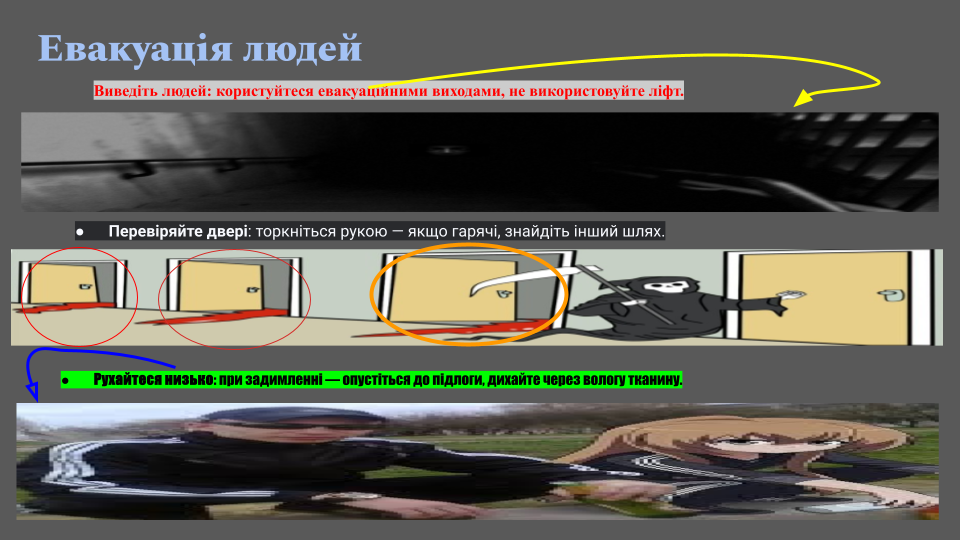 Евакуація людей
Виведіть людей: користуйтеся евакуаційними виходами, не використовуйте ліфт.
● Перевіряйте двері: торкніться рукою — якщо гарячі, знайдіть інший шлях.
● Рухайтеся низько: при задимленні — опустіться до підлоги, дихайте через вологу тканину.